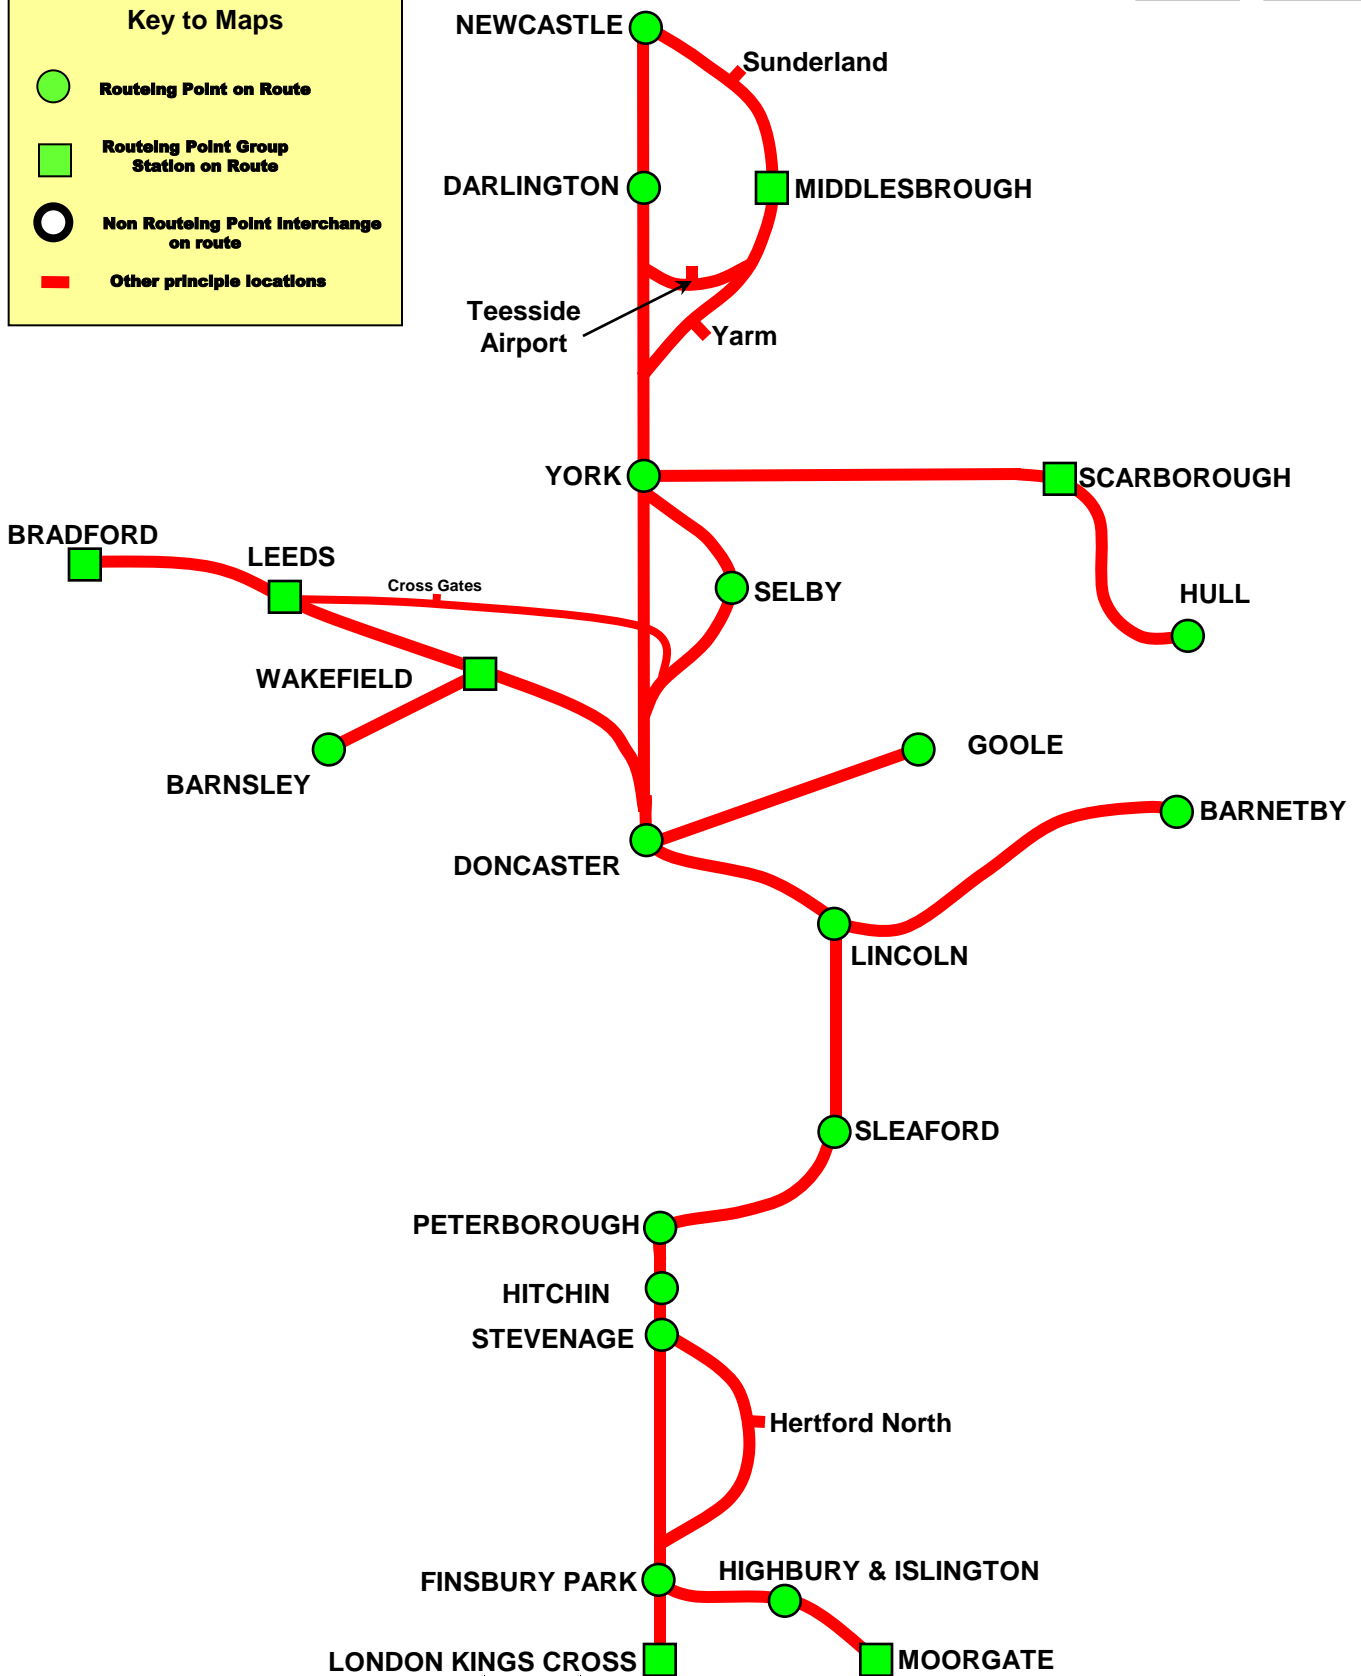 Key to Maps
Routeing Point on Route
Routeing Point Group
Station on Route
Non Routeing Point Interchange
on route
Other principle locations
NEWCASTLE
Sunderland
DARLINGTON
MIDDLESBROUGH
Teesside
Airport
Yarm
YORK
SCARBOROUGH
BRADFORD
LEEDS
Cross Gates
SELBY
HULL
WAKEFIELD
BARNSLEY
GOOLE
BARNETBY
DONCASTER
LINCOLN
SLEAFORD
PETERBOROUGH
HITCHIN
STEVENAGE
Hertford North
FINSBURY PARK
HIGHBURY & ISLINGTON
LONDON KINGS CROSS
MOORGATE